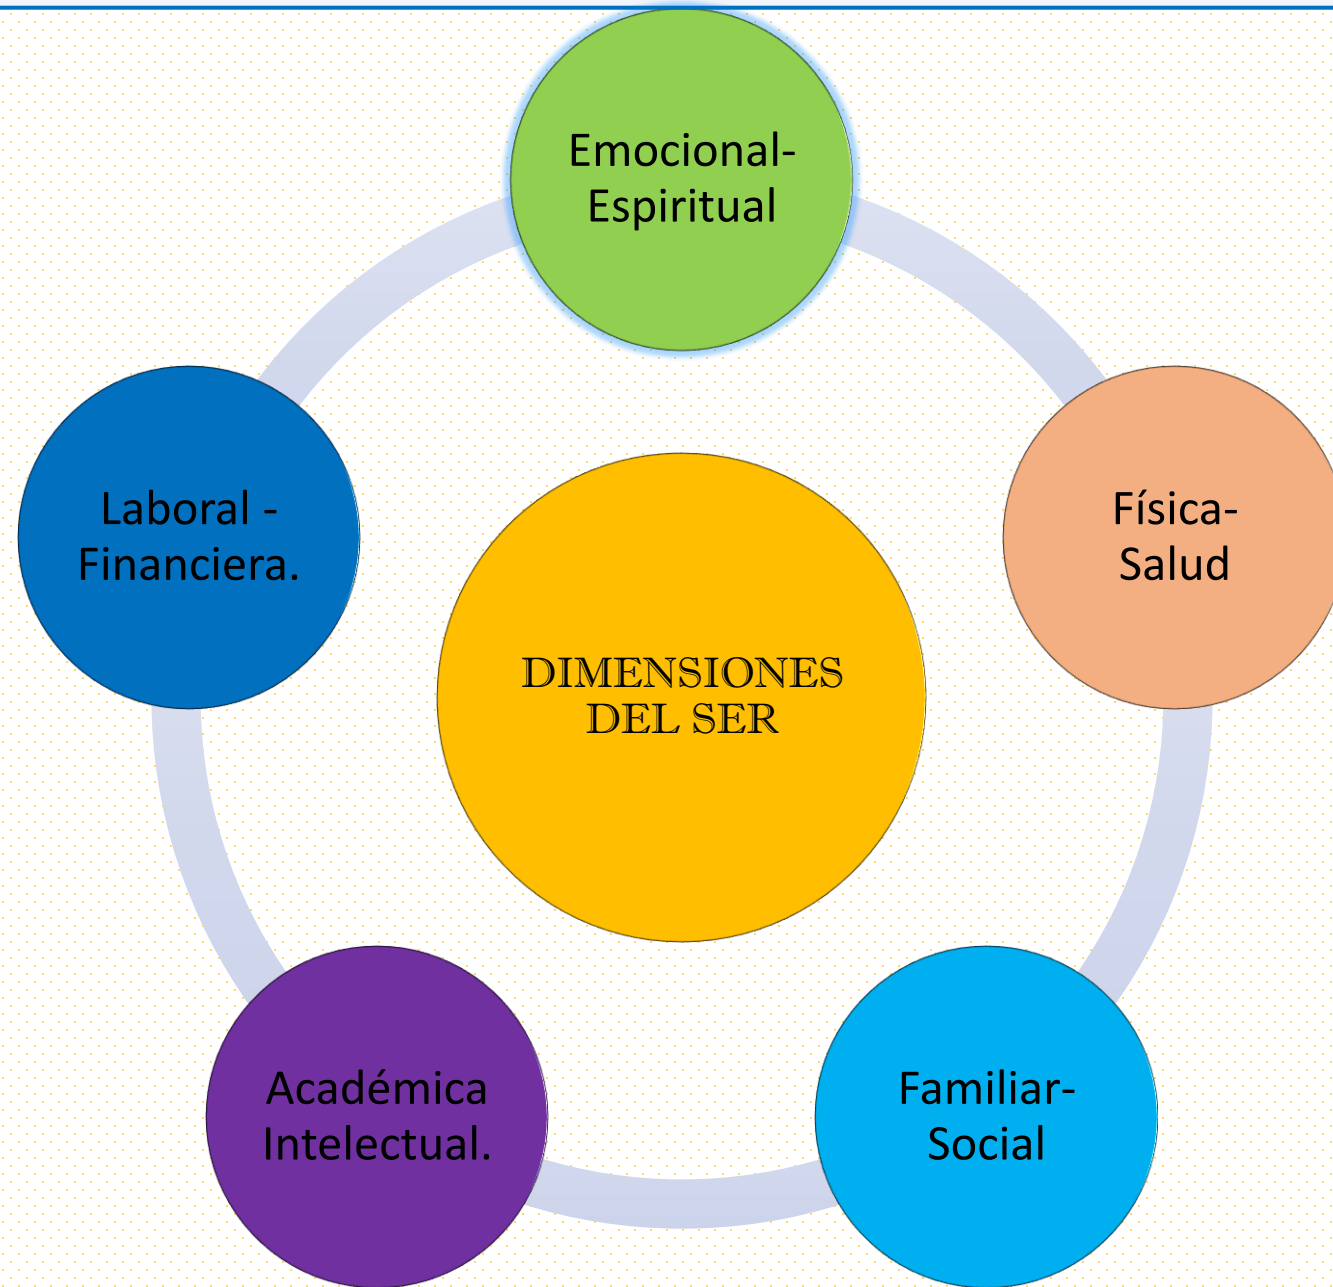 Emocional-
Espiritual
Laboral -
Financiera.
Física-
Salud
DIMENSIONES
DEL SER
Académica
Intelectual.
Familiar-
Social